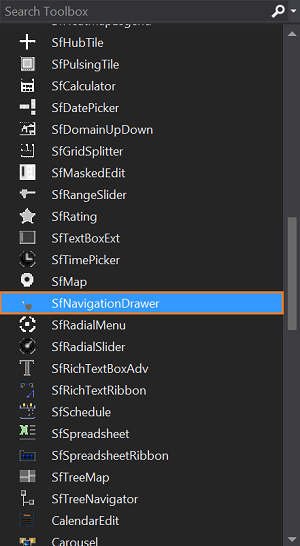 Search Toolbox
SfHeatmapLegend
SfHubTile
SfPulsingTile
SfCalculator
SfDatePicker
SfDomainUpDown
SfGridSplitter
SfMaskedEdit
SfRangeSlider
SfRating
SfTextBoxExt
SfTimePicker
SfMap
SfNavigationDrawer
SfRadialMenu
SfRadialSlider
SfRichTextBoxAdv
SfRichTextRibbon
SfSchedule
SfSpreadsheet
SfSpreadsheetRibbon
SfTreeMap
SfTreeNavigator
CalendarEdit
Carousel